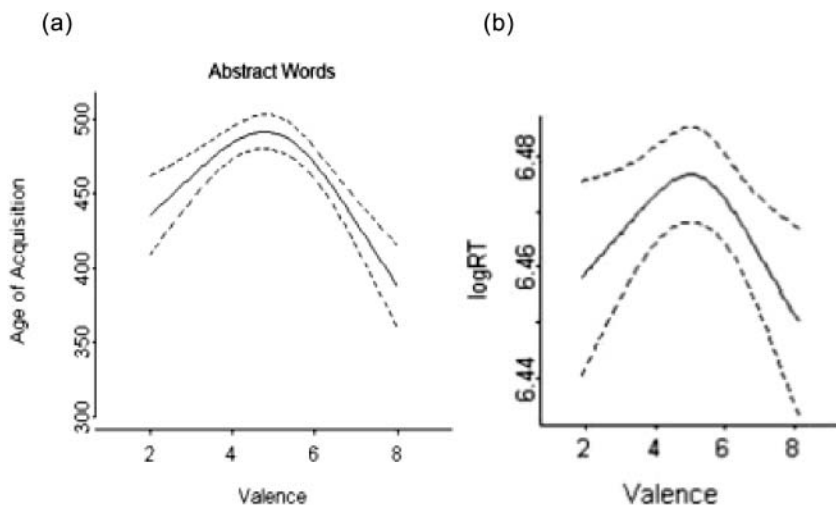 (a)
Abstract Words
Age of Acquisition
500
450
400
350
300
2 4 6 8
Valence
(b)
logRT
6.48
6.46
6.44
2 4 6 8
Valence